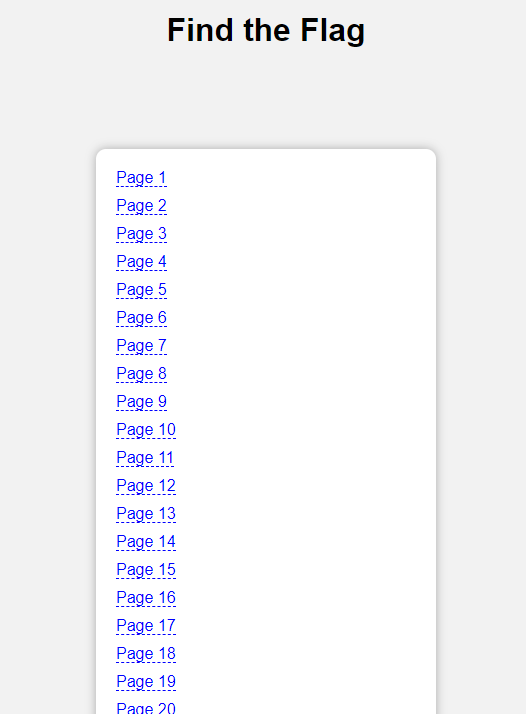 Find the Flag
Page 1
Page 2
Page 3
Page 4
Page 5
Page 6
Page 7
Page 8
Page 9
Page 10
Page 11
Page 12
Page 13
Page 14
Page 15
Page 16
Page 17
Page 18
Page 19
Page 20